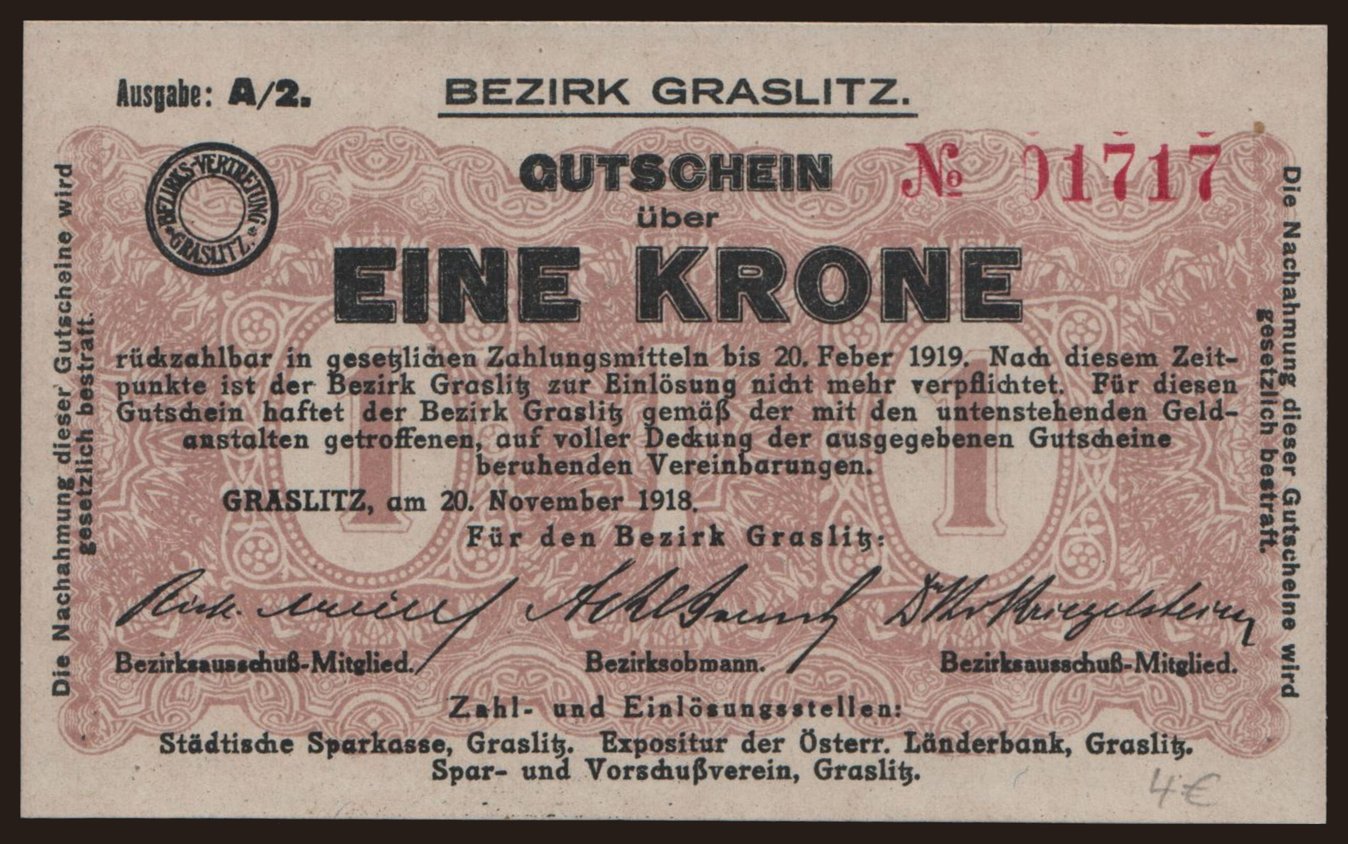 Ausgabe: A/2.
BEZIRK GRASLITZ.
BEZIRKS-VERTRETUNG
* GRASLITZ. *
GUTSCHEIN
№ 01717
über
EINE KRONE
rückzahlbar in gesetzlichen Zahlungsmitteln bis 20. Feber 1919. Nach diesem Zeit-
punkte ist der Bezirk Graslitz zur Einlösung nicht mehr verpflichtet. Für diesen
Gutschein haftet der Bezirk Graslitz gemäß der mit den untenstehenden Geld-
anstalten getroffenen, auf voller Deckung der ausgegebenen Gutscheine
beruhenden Vereinbarungen.
1 1
GRASLITZ, am 20. November 1918.
Für den Bezirk Graslitz:
Bezirksausschuß-Mitglied. Bezirksobmann. Bezirksausschuß-Mitglied.
Zahl- und Einlösungsstellen:
Städtische Sparkasse, Graslitz. Expositur der Österr. Länderbank, Graslitz.
Spar- und Vorschußverein, Graslitz.
4€
Die Nachahmung dieser Gutscheine wird
gesetzlich bestraft.
Die Nachahmung dieser Gutscheine wird
gesetzlich bestraft.